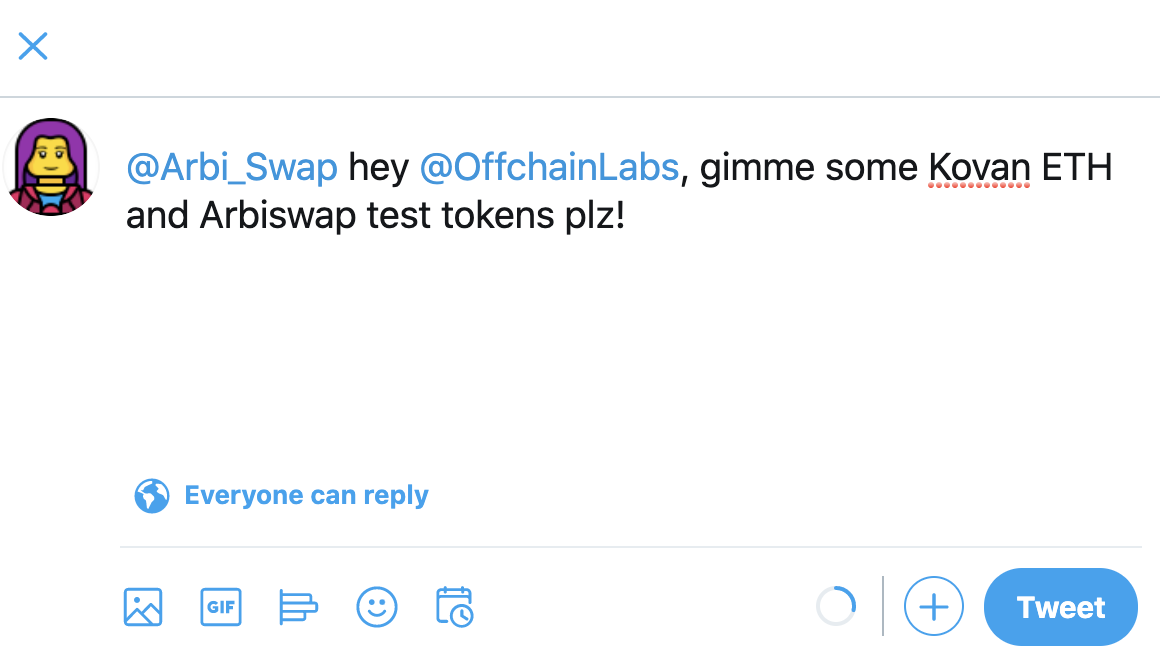 @Arbi_Swap hey @OffchainLabs, gimme some Kovan ETH
and Arbiswap test tokens plz!
Everyone can reply
GIF
Tweet